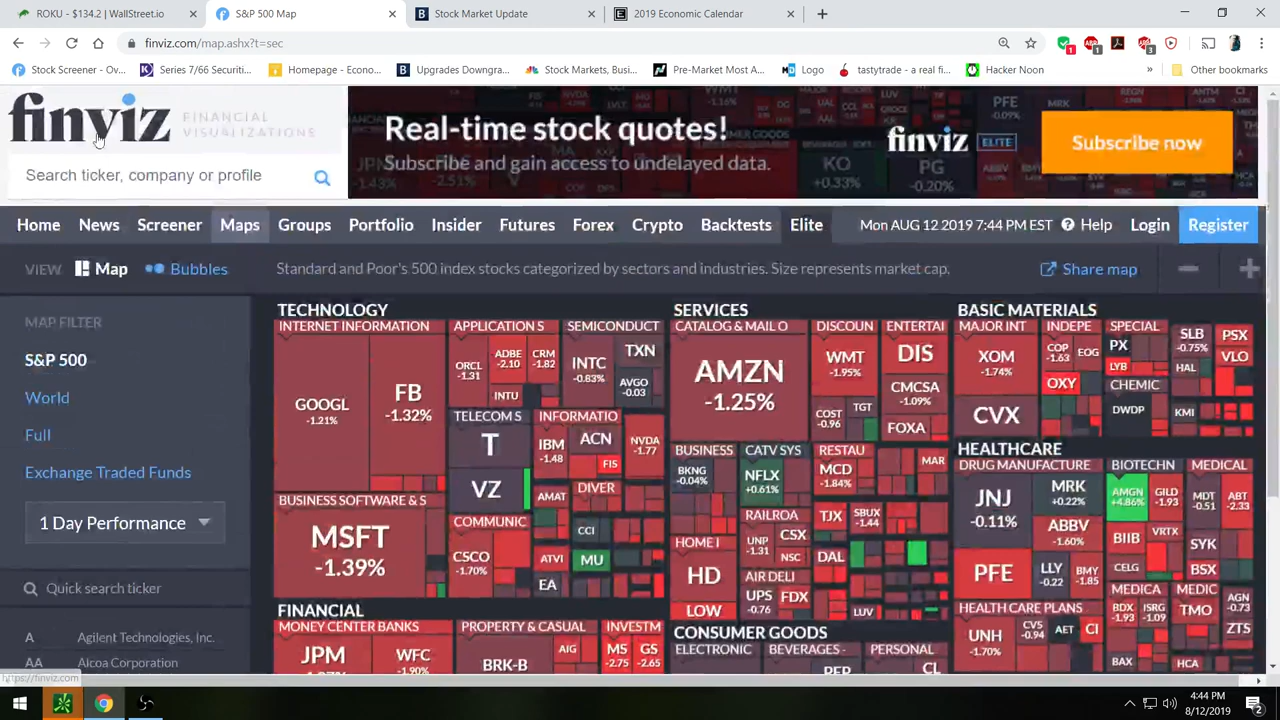 ROKU - $134.2 | WallStreet.io
S&P 500 Map
Stock Market Update
2019 Economic Calendar
finviz.com/map.ashx?t=sec
Stock Screener - Ov...
Series 7/66 Securiti...
Homepage - Econo...
Upgrades Downgra...
Stock Markets, Busi...
Pre-Market Most A...
Logo
tastytrade - a real fi...
Hacker Noon
Other bookmarks
finviz FINANCIAL VISUALIZATIONS
Real-time stock quotes!
Subscribe and gain access to undelayed data.
finviz ELITE
Subscribe now
Search ticker, company or profile
Home News Screener Maps Groups Portfolio Insider Futures Forex Crypto Backtests Elite Mon AUG 12 2019 7:44 PM EST Help Login Register
VIEW Map Bubbles Standard and Poor's 500 index stocks categorized by sectors and industries. Size represents market cap. Share map
MAP FILTER
S&P 500
World
Full
Exchange Traded Funds
1 Day Performance
Quick search ticker
A Agilent Technologies, Inc.
AA Alcoa Corporation
TECHNOLOGY
INTERNET INFORMATION
GOOGL
-1.21%
FB
-1.32%
APPLICATION S
ORCL
-1.31
ADBE
-2.10
CRM
-1.82
INTU
SEMICONDUCT
INTC
-0.83%
TXN
AVGO
-0.03
TELECOM S
T
VZ
INFORMATIO
IBM
-1.48
ACN
FIS
NVDA
-1.77
BUSINESS SOFTWARE & S
MSFT
-1.39%
COMMUNIC
CSCO
-1.70%
AMAT
DIVER
CCI
ATVI
MU
EA
FINANCIAL
MONEY CENTER BANKS
JPM
WFC
-1.90%
PROPERTY & CASUAL
BRK-B
AIG
INVESTM
MS
-2.75
GS
-2.65
SERVICES
CATALOG & MAIL O
AMZN
-1.25%
DISCOUN
WMT
-1.95%
COST
-0.96
TGT
ENTERTAI
DIS
CMCSA
-1.09%
FOXA
BUSINESS
BKNG
-0.04%
CATV SYS
NFLX
+0.61%
RESTAU
MCD
-1.84%
MAR
RAILROA
UNP
-1.31
CSX
NSC
TJX
SBUX
-1.44
HOME I
HD
LOW
AIR DELI
UPS
-0.76
FDX
DAL
LUV
CONSUMER GOODS
ELECTRONIC
BEVERAGES -
PEP
PERSONAL
CL
BASIC MATERIALS
MAJOR INT
XOM
-1.74%
CVX
INDEPE
COP
-1.63
EOG
OXY
SPECIAL
PX
LYB
CHEMIC
DWDP
SLB
-0.75%
HAL
KMI
PSX
VLO
HEALTHCARE
DRUG MANUFACTURE
JNJ
-0.11%
MRK
+0.22%
ABBV
-1.60%
PFE
LLY
-0.22
BMY
-1.85
BIOTECHN
AMGN
+4.86%
GILD
-1.93
BIIB
VRTX
CELG
MEDICAL
MDT
-0.51
ABT
-2.33
SYK
BSX
HEALTH CARE PLANS
UNH
-1.70%
CVS
-0.94
AET
CI
MEDICA
BDX
-1.93
ISRG
-1.09
BAX
MEDIC
TMO
HCA
AGN
-0.73
ZTS
https://finviz.com
4:44 PM
8/12/2019